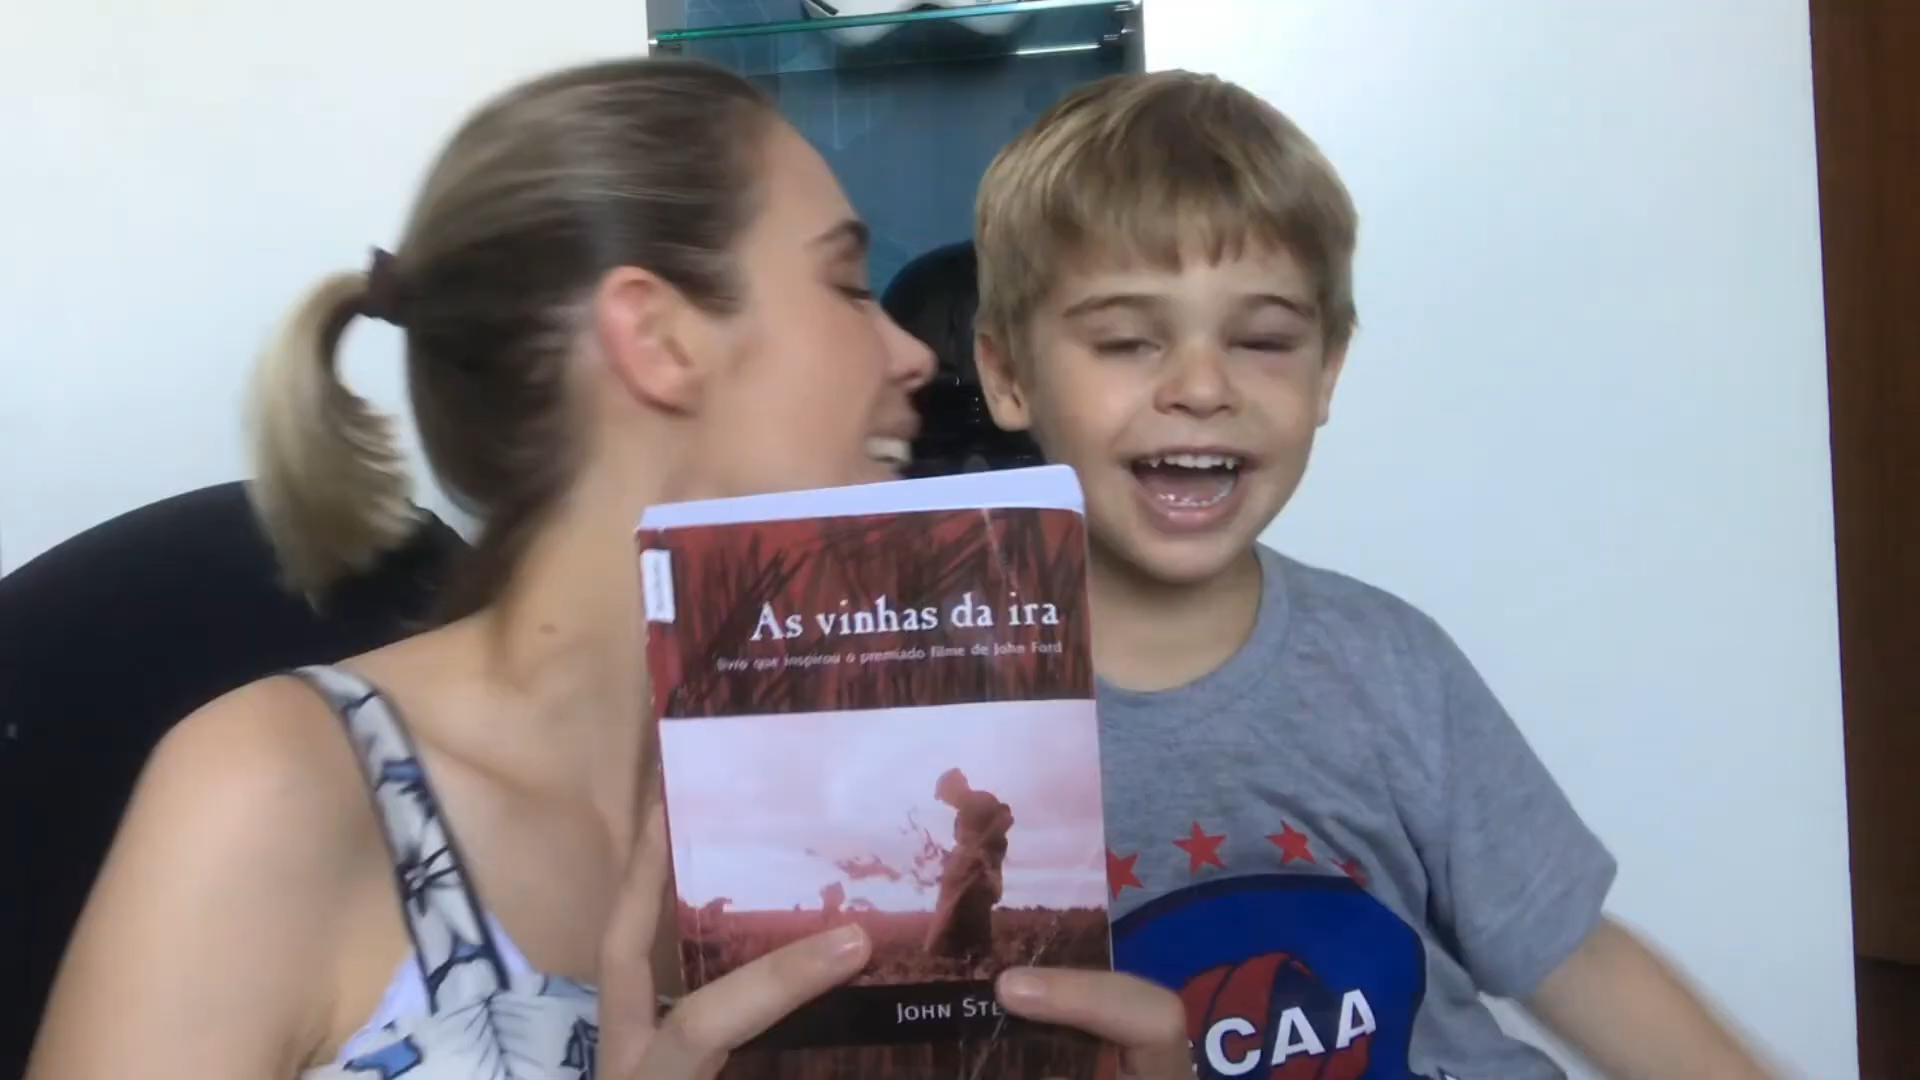 As vinhas da ira
livro que inspirou o premiado filme de John Ford
JOHN STE
CAA